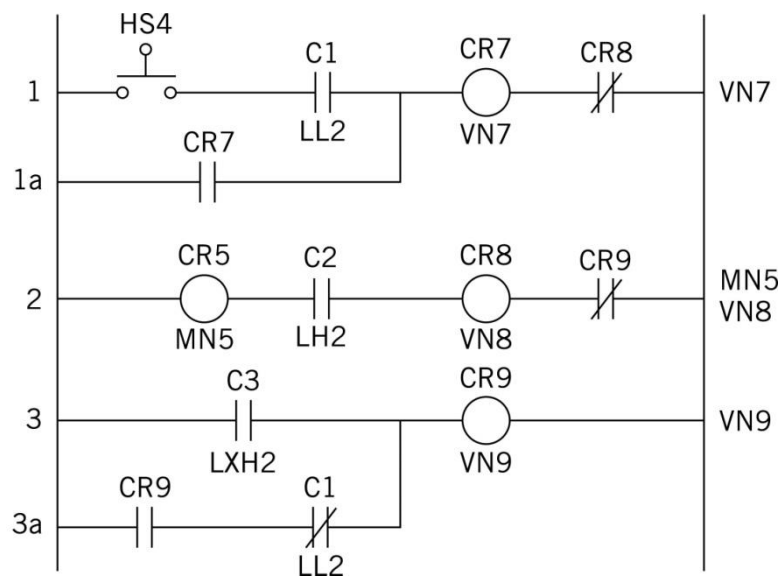 HS4
C1
CR7
CR8
1
LL2
VN7
VN7
CR7
1a
CR5
C2
CR8
CR9
2
MN5
LH2
VN8
MN5
VN8
C3
CR9
3
LXH2
VN9
VN9
CR9
C1
3a
LL2